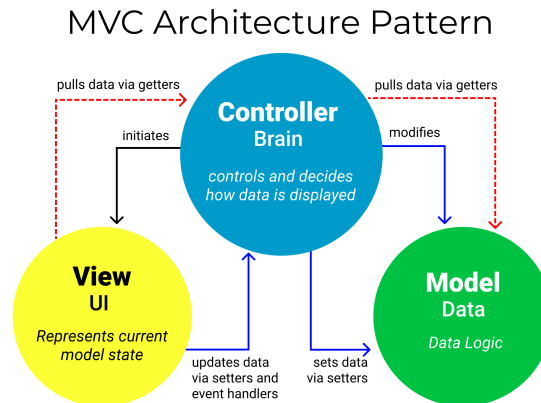 MVC Architecture Pattern
pulls data via getters
pulls data via getters
Controller
Brain
initiates
modifies
controls and decides
how data is displayed
View
UI
Represents current
model state
Model
Data
Data Logic
updates data
via setters and
event handlers
sets data
via setters